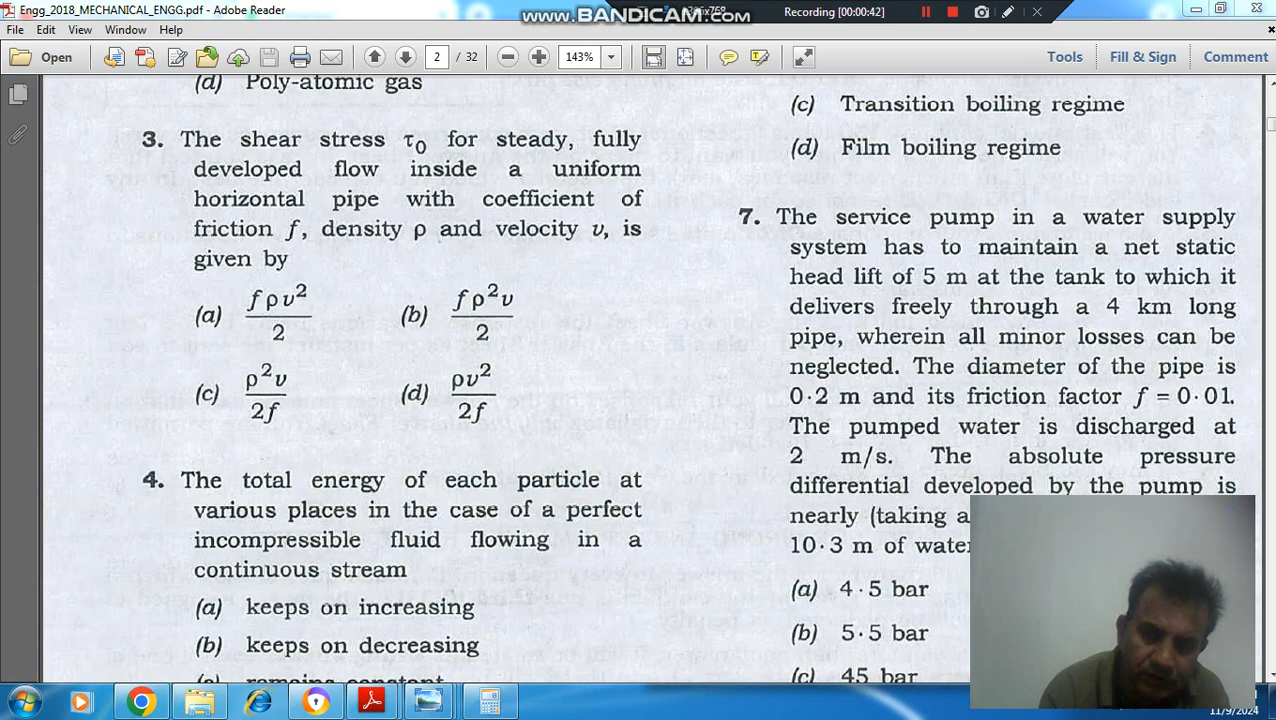 Engg_2018_MECHANICAL_ENGG.pdf - Adobe Reader
www.BANDICAM.com
Recording [00:00:42]
File Edit View Window Help
Open
2 / 32
143%
Tools Fill & Sign Comment
(d) Poly-atomic gas
3. The shear stress τ₀ for steady, fully
developed flow inside a uniform
horizontal pipe with coefficient of
friction f, density ρ and velocity υ, is
given by
(a) fρυ²/2 (b) fρ²υ/2
(c) ρ²υ/2f (d) ρυ²/2f
4. The total energy of each particle at
various places in the case of a perfect
incompressible fluid flowing in a
continuous stream
(a) keeps on increasing
(b) keeps on decreasing
(c) Transition boiling regime
(d) Film boiling regime
7. The service pump in a water supply
system has to maintain a net static
head lift of 5 m at the tank to which it
delivers freely through a 4 km long
pipe, wherein all minor losses can be
neglected. The diameter of the pipe is
0·2 m and its friction factor f = 0·01.
The pumped water is discharged at
2 m/s. The absolute pressure
differential developed by the pump is
nearly (taking a
10·3 m of water
(a) 4·5 bar
(b) 5·5 bar
(c) 45 bar
11/9/2024